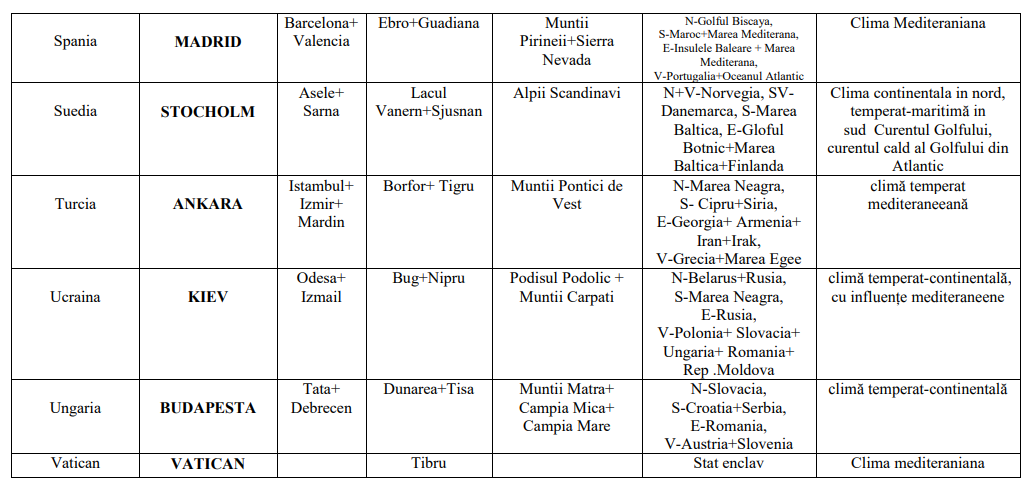 Spania
MADRID
Barcelona+
Valencia
Ebro+Guadiana
Muntii
Pirineii+Sierra
Nevada
N-Golful Biscaya,
S-Maroc+Marea Mediterana,
E-Insulele Baleare + Marea
Mediterana,
V-Portugalia+Oceanul Atlantic
Clima Mediteraniana
Suedia
STOCHOLM
Asele+
Sarna
Lacul
Vanern+Sjusnan
Alpii Scandinavi
N+V-Norvegia, SV-
Danemarca, S-Marea
Baltica, E-Gloful
Botnic+Marea
Baltica+Finlanda
Clima continentala in nord,
temperat-maritimă in
sud Curentul Golfului,
curentul cald al Golfului din
Atlantic
Turcia
ANKARA
Istambul+
Izmir+
Mardin
Borfor+ Tigru
Muntii Pontici de
Vest
N-Marea Neagra,
S- Cipru+Siria,
E-Georgia+ Armenia+
Iran+Irak,
V-Grecia+Marea Egee
climă temperat
mediteraneeană
Ucraina
KIEV
Odesa+
Izmail
Bug+Nipru
Podisul Podolic +
Muntii Carpati
N-Belarus+Rusia,
S-Marea Neagra,
E-Rusia,
V-Polonia+ Slovacia+
Ungaria+ Romania+
Rep .Moldova
climă temperat-continentală,
cu influențe mediteraneene
Ungaria
BUDAPESTA
Tata+
Debrecen
Dunarea+Tisa
Muntii Matra+
Campia Mica+
Campia Mare
N-Slovacia,
S-Croatia+Serbia,
E-Romania,
V-Austria+Slovenia
climă temperat-continentală
Vatican
VATICAN
Tibru
Stat enclav
Clima mediteraniana